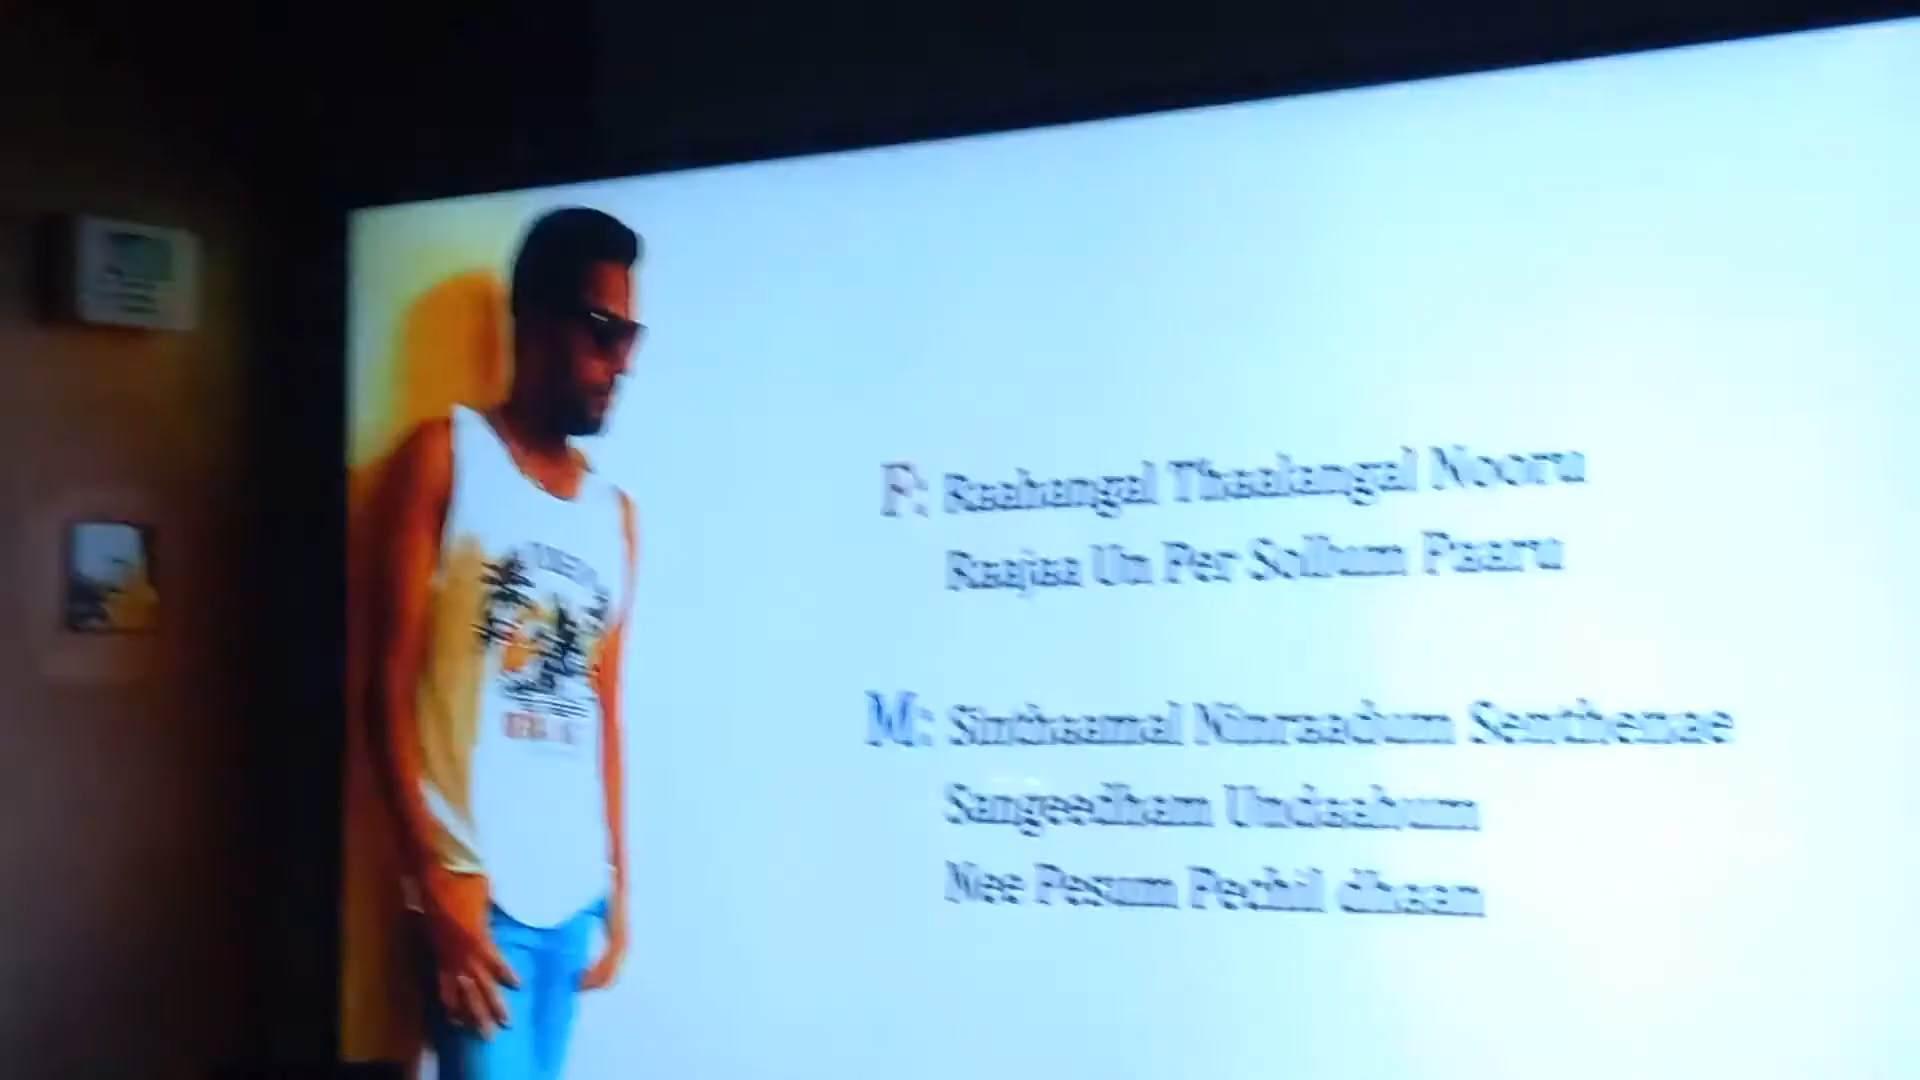 F: Raahangal Thaalangal Nooru
Raajaa Un Per Sollum Paaru
M: Sinthaamal Ninraadum Senthenae
Sangeedham Undaahum
Nee Pesum Pechil dhaan